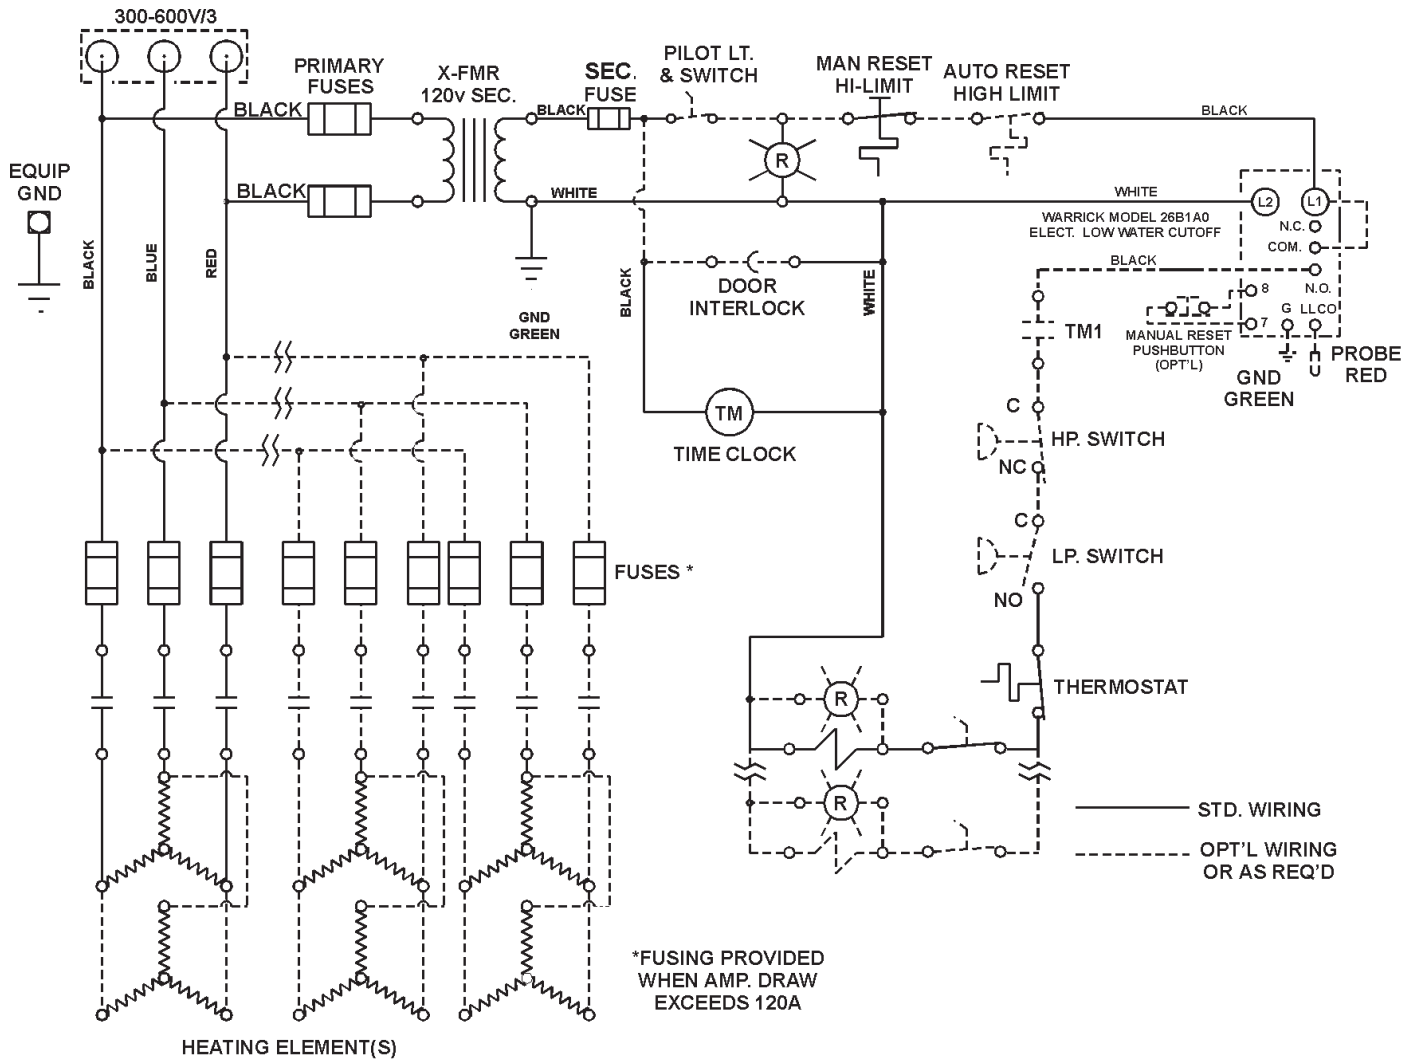 300-600V/3
PRIMARY
FUSES
X-FMR
120v SEC.
SEC.
FUSE
PILOT LT.
& SWITCH
MAN RESET
HI-LIMIT
AUTO RESET
HIGH LIMIT
BLACK
BLACK
BLACK
R
EQUIP
GND
BLACK
WHITE
WHITE
L2
L1
WARRICK MODEL 26B1A0
ELECT. LOW WATER CUTOFF
N.C.
COM.
BLACK
BLUE
RED
BLACK
WHITE
BLACK
DOOR
INTERLOCK
GND
GREEN
N.O.
8
G
LLCO
7
TM1
MANUAL RESET
PUSHBUTTON
(OPT'L)
PROBE
RED
GND
GREEN
TM
TIME CLOCK
C
HP. SWITCH
NC
C
LP. SWITCH
NO
FUSES *
THERMOSTAT
R
R
STD. WIRING
OPT'L WIRING
OR AS REQ'D
*FUSING PROVIDED
WHEN AMP. DRAW
EXCEEDS 120A
HEATING ELEMENT(S)